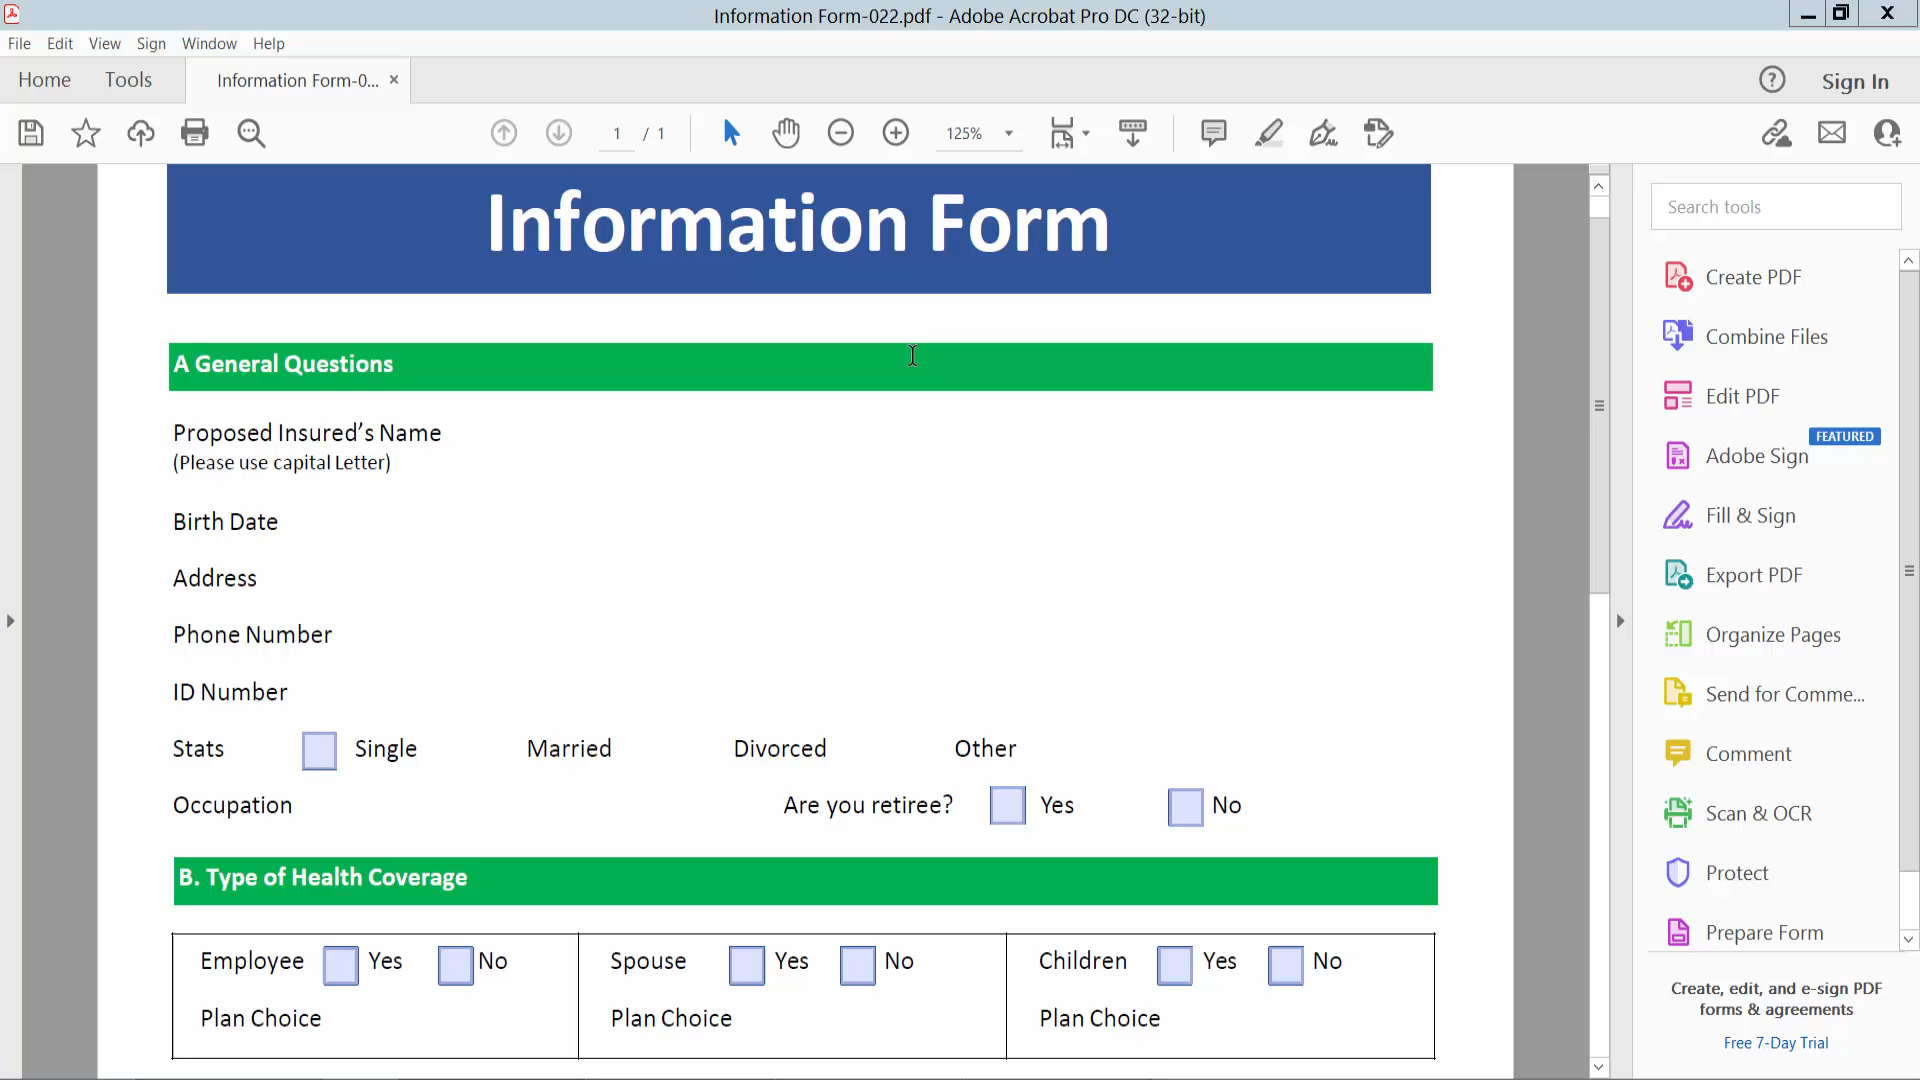 Information Form-022.pdf - Adobe Acrobat Pro DC (32-bit)
File Edit View Sign Window Help
Home Tools Information Form-0... ×
Sign In
1 / 1
125%
Information Form
A General Questions
Proposed Insured’s Name
(Please use capital Letter)
Birth Date
Address
Phone Number
ID Number
Stats Single Married Divorced Other
Occupation Are you retiree? Yes No
B. Type of Health Coverage
Employee Yes No Spouse Yes No Children Yes No
Plan Choice Plan Choice Plan Choice
Search tools
Create PDF
Combine Files
Edit PDF
FEATURED
Adobe Sign
Fill & Sign
Export PDF
Organize Pages
Send for Comme...
Comment
Scan & OCR
Protect
Prepare Form
Create, edit, and e-sign PDF
forms & agreements
Free 7-Day Trial